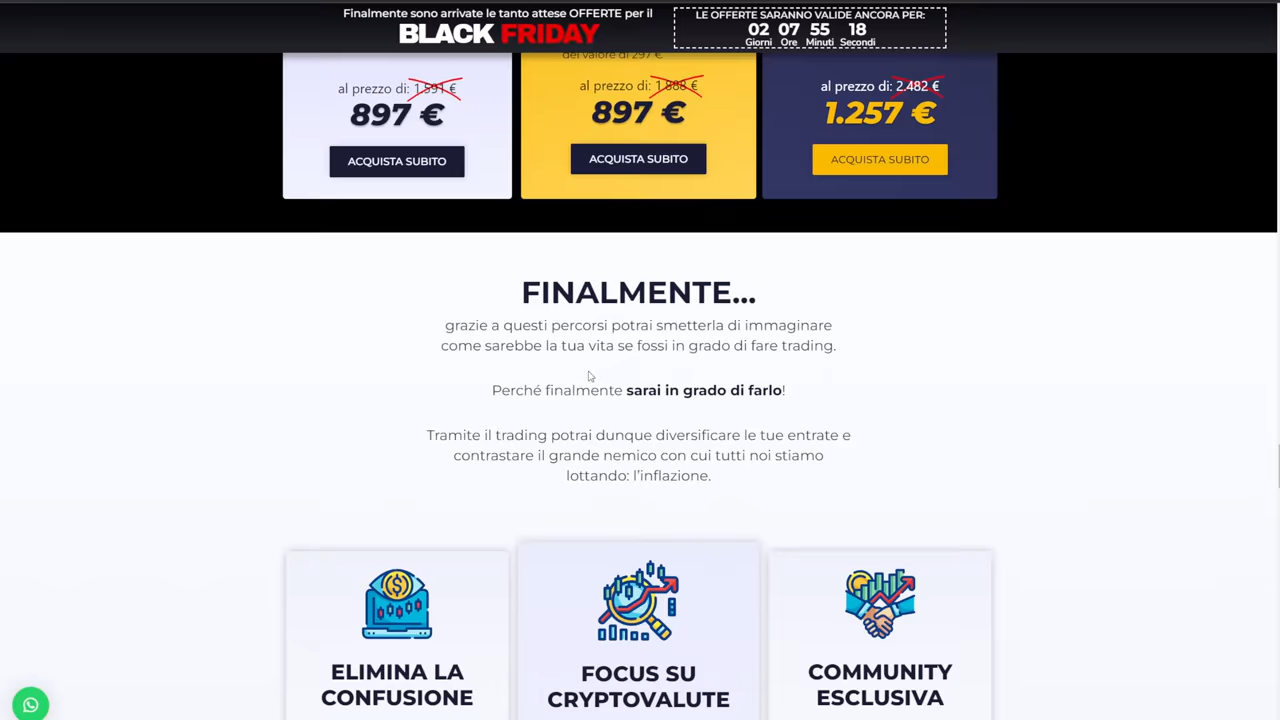 Finalmente sono arrivate le tanto attese OFFERTE per il
BLACK FRIDAY
LE OFFERTE SARANNO VALIDE ANCORA PER:
02 07 55 18
Giorni Ore Minuti Secondi
del valore di 297 €
al prezzo di: 1.591 €
897 €
ACQUISTA SUBITO
al prezzo di: 1.888 €
897 €
ACQUISTA SUBITO
al prezzo di: 2.482 €
1.257 €
ACQUISTA SUBITO
FINALMENTE...
grazie a questi percorsi potrai smetterla di immaginare
come sarebbe la tua vita se fossi in grado di fare trading.
Perché finalmente sarai in grado di farlo!
Tramite il trading potrai dunque diversificare le tue entrate e
contrastare il grande nemico con cui tutti noi stiamo
lottando: l’inflazione.
ELIMINA LA
CONFUSIONE
FOCUS SU
CRYPTOVALUTE
COMMUNITY
ESCLUSIVA